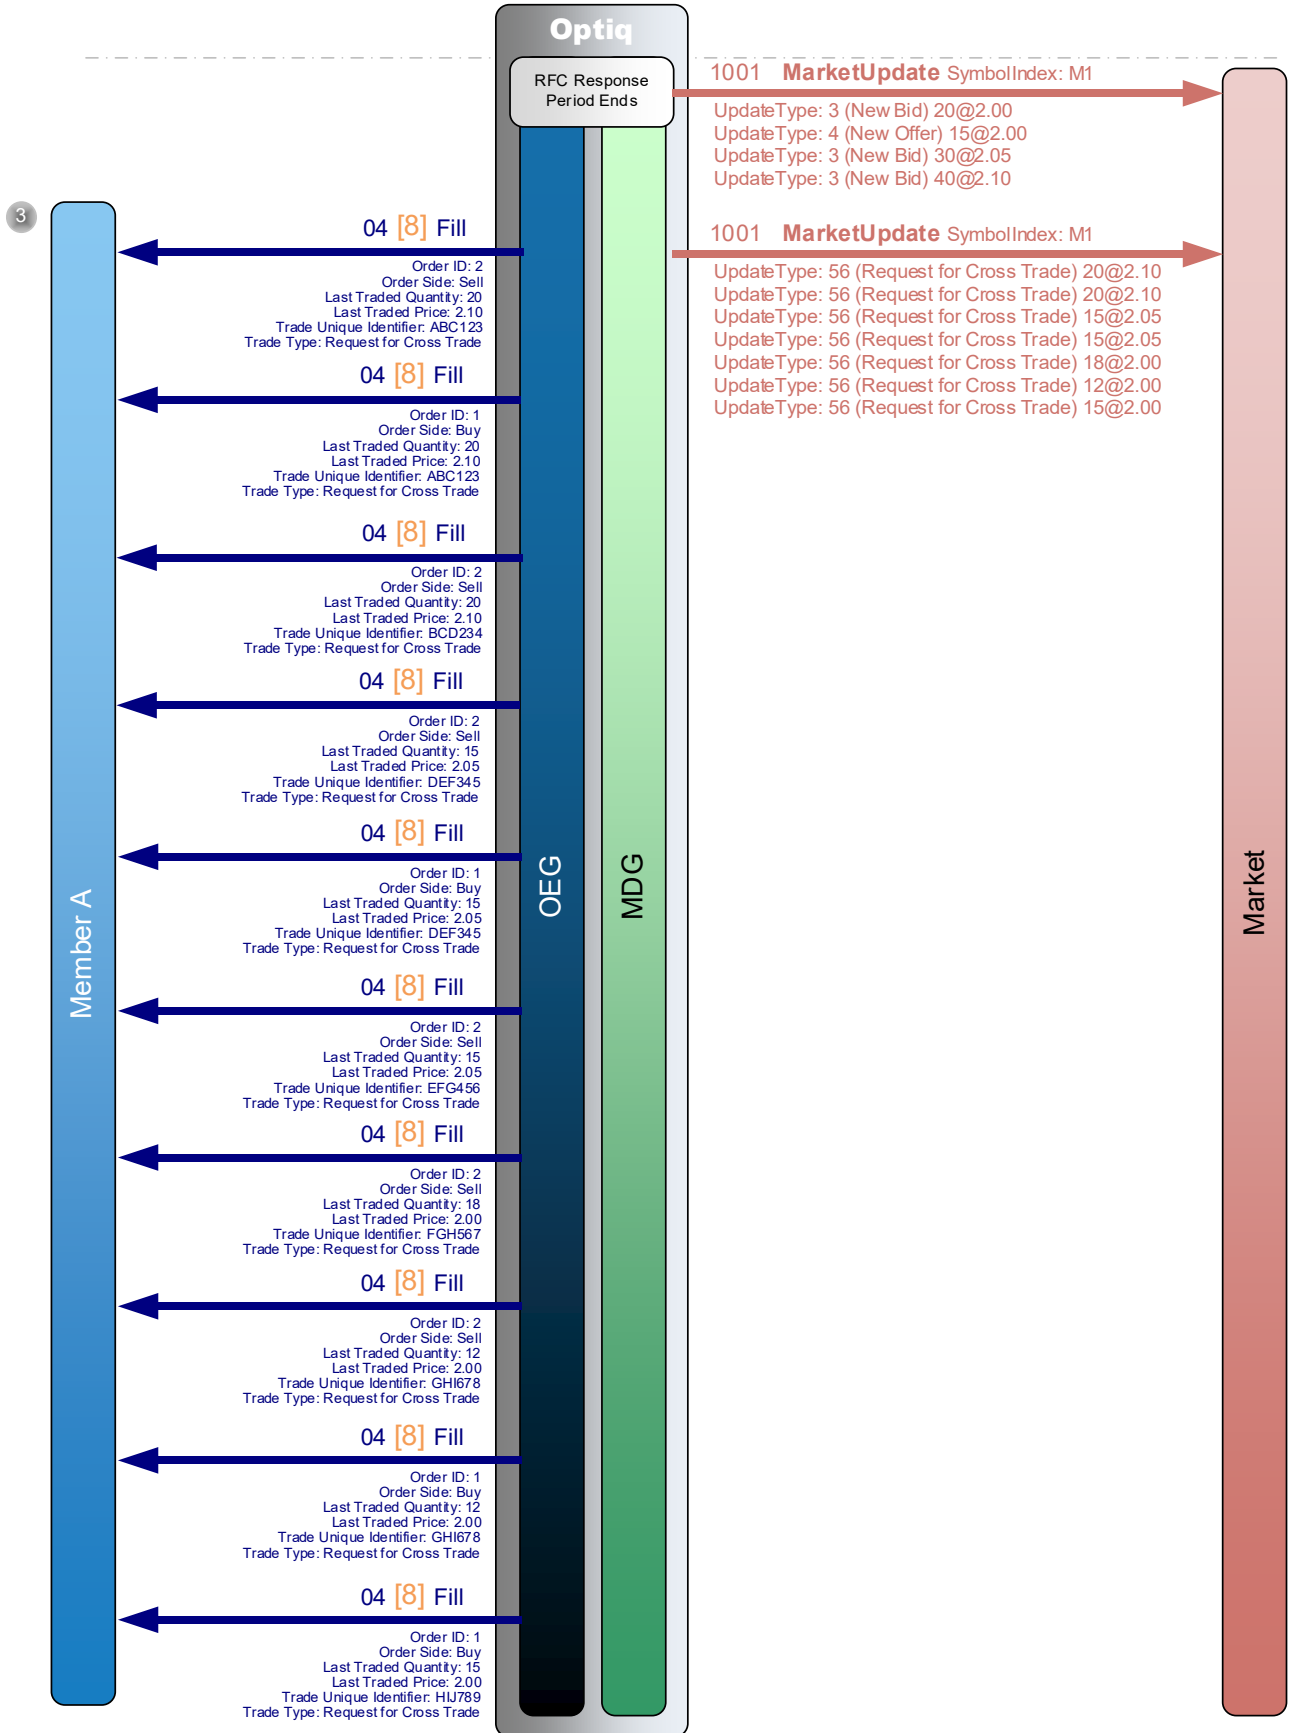 Optiq
RFC Response
Period Ends
1001 MarketUpdate SymbolIndex: M1
UpdateType: 3 (New Bid) 20@2.00
UpdateType: 4 (New Offer) 15@2.00
UpdateType: 3 (New Bid) 30@2.05
UpdateType: 3 (New Bid) 40@2.10
1001 MarketUpdate SymbolIndex: M1
UpdateType: 56 (Request for Cross Trade) 20@2.10
UpdateType: 56 (Request for Cross Trade) 20@2.10
UpdateType: 56 (Request for Cross Trade) 15@2.05
UpdateType: 56 (Request for Cross Trade) 15@2.05
UpdateType: 56 (Request for Cross Trade) 18@2.00
UpdateType: 56 (Request for Cross Trade) 12@2.00
UpdateType: 56 (Request for Cross Trade) 15@2.00
3
04 [8] Fill
Order ID: 2
Order Side: Sell
Last Traded Quantity: 20
Last Traded Price: 2.10
Trade Unique Identifier: ABC123
Trade Type: Request for Cross Trade
04 [8] Fill
Order ID: 1
Order Side: Buy
Last Traded Quantity: 20
Last Traded Price: 2.10
Trade Unique Identifier: ABC123
Trade Type: Request for Cross Trade
04 [8] Fill
Order ID: 2
Order Side: Sell
Last Traded Quantity: 20
Last Traded Price: 2.10
Trade Unique Identifier: BCD234
Trade Type: Request for Cross Trade
04 [8] Fill
Order ID: 2
Order Side: Sell
Last Traded Quantity: 15
Last Traded Price: 2.05
Trade Unique Identifier: DEF345
Trade Type: Request for Cross Trade
04 [8] Fill
Order ID: 1
Order Side: Buy
Last Traded Quantity: 15
Last Traded Price: 2.05
Trade Unique Identifier: DEF345
Trade Type: Request for Cross Trade
04 [8] Fill
Order ID: 2
Order Side: Sell
Last Traded Quantity: 15
Last Traded Price: 2.05
Trade Unique Identifier: EFG456
Trade Type: Request for Cross Trade
04 [8] Fill
Order ID: 2
Order Side: Sell
Last Traded Quantity: 18
Last Traded Price: 2.00
Trade Unique Identifier: FGH567
Trade Type: Request for Cross Trade
04 [8] Fill
Order ID: 2
Order Side: Sell
Last Traded Quantity: 12
Last Traded Price: 2.00
Trade Unique Identifier: GHI678
Trade Type: Request for Cross Trade
04 [8] Fill
Order ID: 1
Order Side: Buy
Last Traded Quantity: 12
Last Traded Price: 2.00
Trade Unique Identifier: GHI678
Trade Type: Request for Cross Trade
04 [8] Fill
Order ID: 1
Order Side: Buy
Last Traded Quantity: 15
Last Traded Price: 2.00
Trade Unique Identifier: HIJ789
Trade Type: Request for Cross Trade
Member A
OEG
MDG
Market